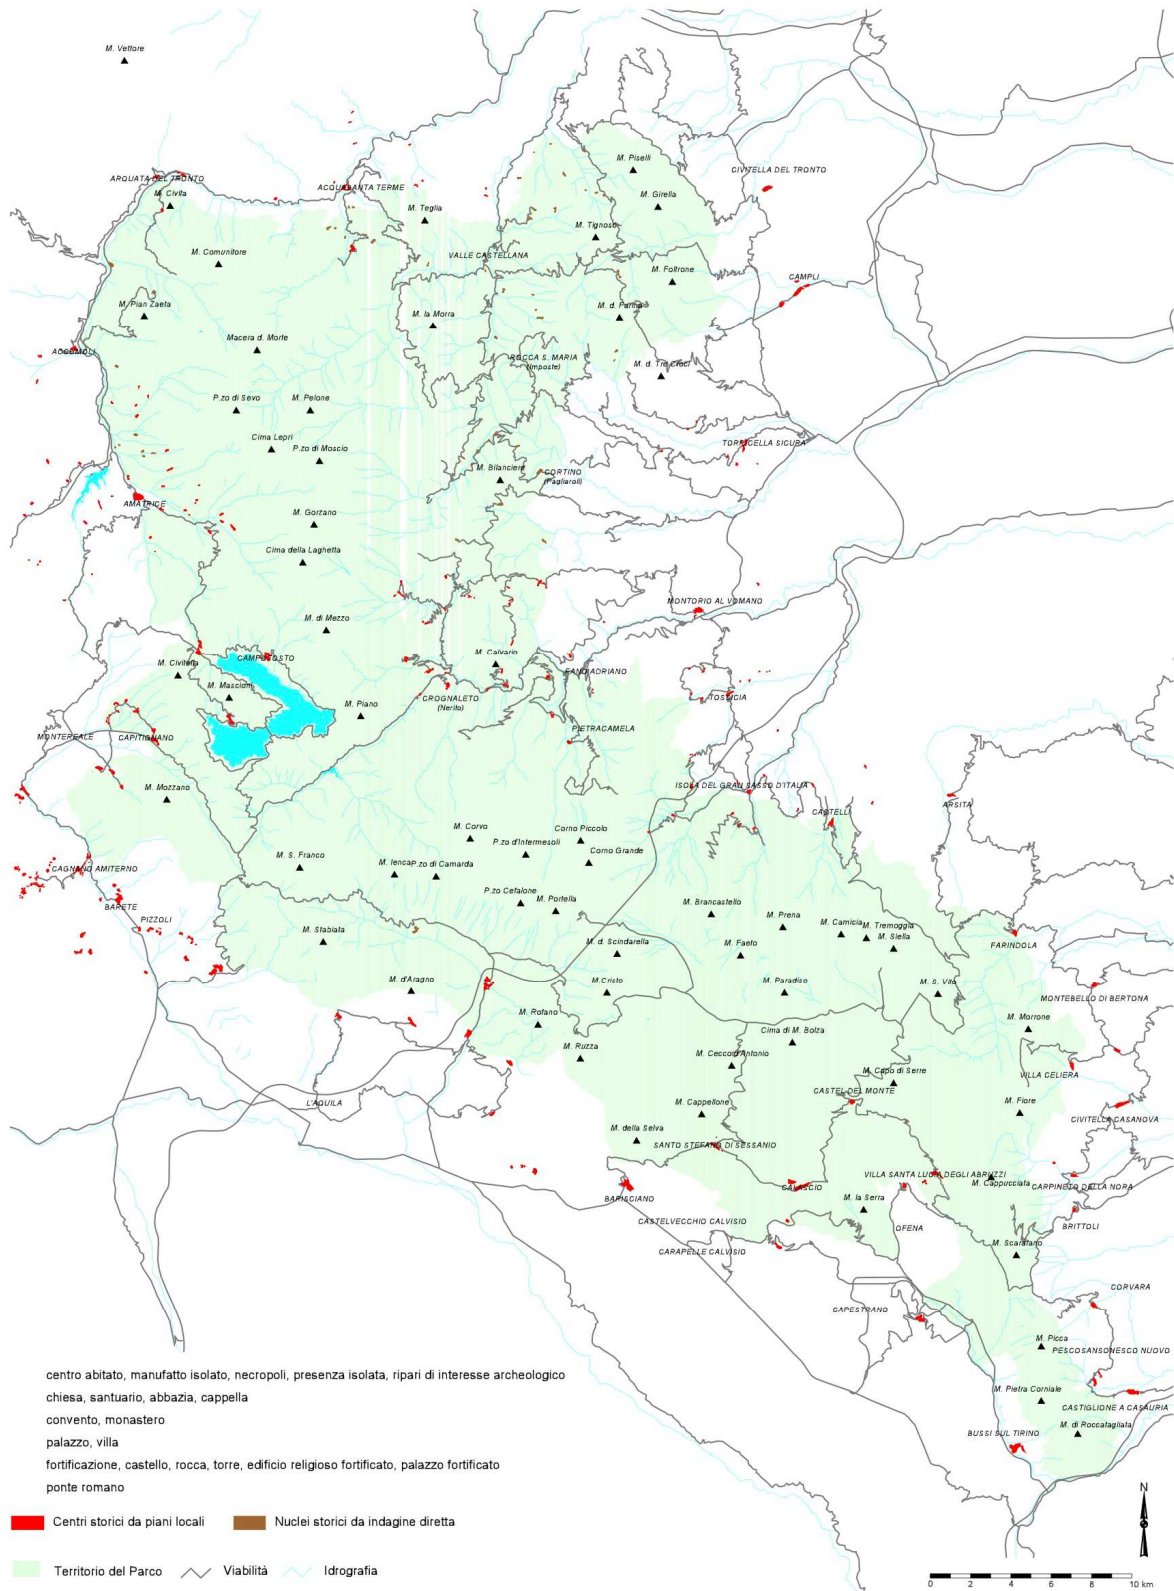 M. Vettore
M. Piselli
CIVITELLA DEL TRONTO
ARQUATA DEL TRONTO
ACQUASANTA TERME
M. Civita
M. Girella
M. Teglia
M. Tignoso
M. Comunitore
VALLE CASTELLANA
M. Foltrone
CAMPLI
M. Pian Zaeta
M. la Morra
M. d. Farina
Macera d. Morte
ACCUMOLI
ROCCA S. MARIA
(Imposte)
M. d. Tre Croci
P.zo di Sevo
M. Pelone
Cima Lepri
P.zo di Moscio
TORRICELLA SICURA
M. Bilanciere
CORTINO
(Pagliaroli)
AMATRICE
M. Gorzano
Cima della Laghetta
MONTORIO AL VOMANO
M. di Mezzo
M. Calvario
CAMPOTOSTO
M. Civitella
FANO ADRIANO
M. Mascioni
CROGNALETO
(Nerito)
TOSSICIA
M. Piano
PIETRACAMELA
MONTEREALE
CAPITIGNANO
M. Mozzano
ISOLA DEL GRAN SASSO D'ITALIA
ARSITA
CASTELLI
M. Corvo
Corno Piccolo
P.zo d'Intermesoli
Corno Grande
M. S. Franco
M. Ienca
P.zo di Camarda
CAGNANO AMITERNO
P.zo Cefalone
M. Portella
M. Brancastello
M. Prena
M. Camicia
M. Tremoggia
M. Siella
BARETE
PIZZOLI
M. Stabiata
M. d. Scindarella
M. Faeto
FARINDOLA
M. d'Aragno
M.Cristo
M. Paradiso
M. S. Vito
MONTEBELLO DI BERTONA
M. Rofano
Cima di M. Bolza
M. Morrone
M. Ruzza
M. Cecco d Antonio
M. Capo di Serre
VILLA CELIERA
CASTEL DEL MONTE
L'AQUILA
M. Cappellone
M. Fiore
CIVITELLA CASANOVA
M. della Selva
SANTO STEFANO DI SESSANIO
VILLA SANTA LUCIA DEGLI ABRUZZI
M. Cappucciata
CARPINETO DELLA NORA
BARISCIANO
CALASCIO
M. la Serra
CASTELVECCHIO CALVISIO
OFENA
BRITTOLI
CARAPELLE CALVISIO
M. Scarafano
CORVARA
CAPESTRANO
M. Picca
PESCOSANSONESCO NUOVO
M. Pietra Corniale
CASTIGLIONE A CASAURIA
BUSSI SUL TIRINO
M. di Roccatagliata
centro abitato, manufatto isolato, necropoli, presenza isolata, ripari di interesse archeologico
chiesa, santuario, abbazia, cappella
convento, monastero
palazzo, villa
fortificazione, castello, rocca, torre, edificio religioso fortificato, palazzo fortificato
ponte romano
Centri storici da piani locali
Nuclei storici da indagine diretta
Territorio del Parco
Viabilità
Idrografia
N
0 2 4 6 8 10 km